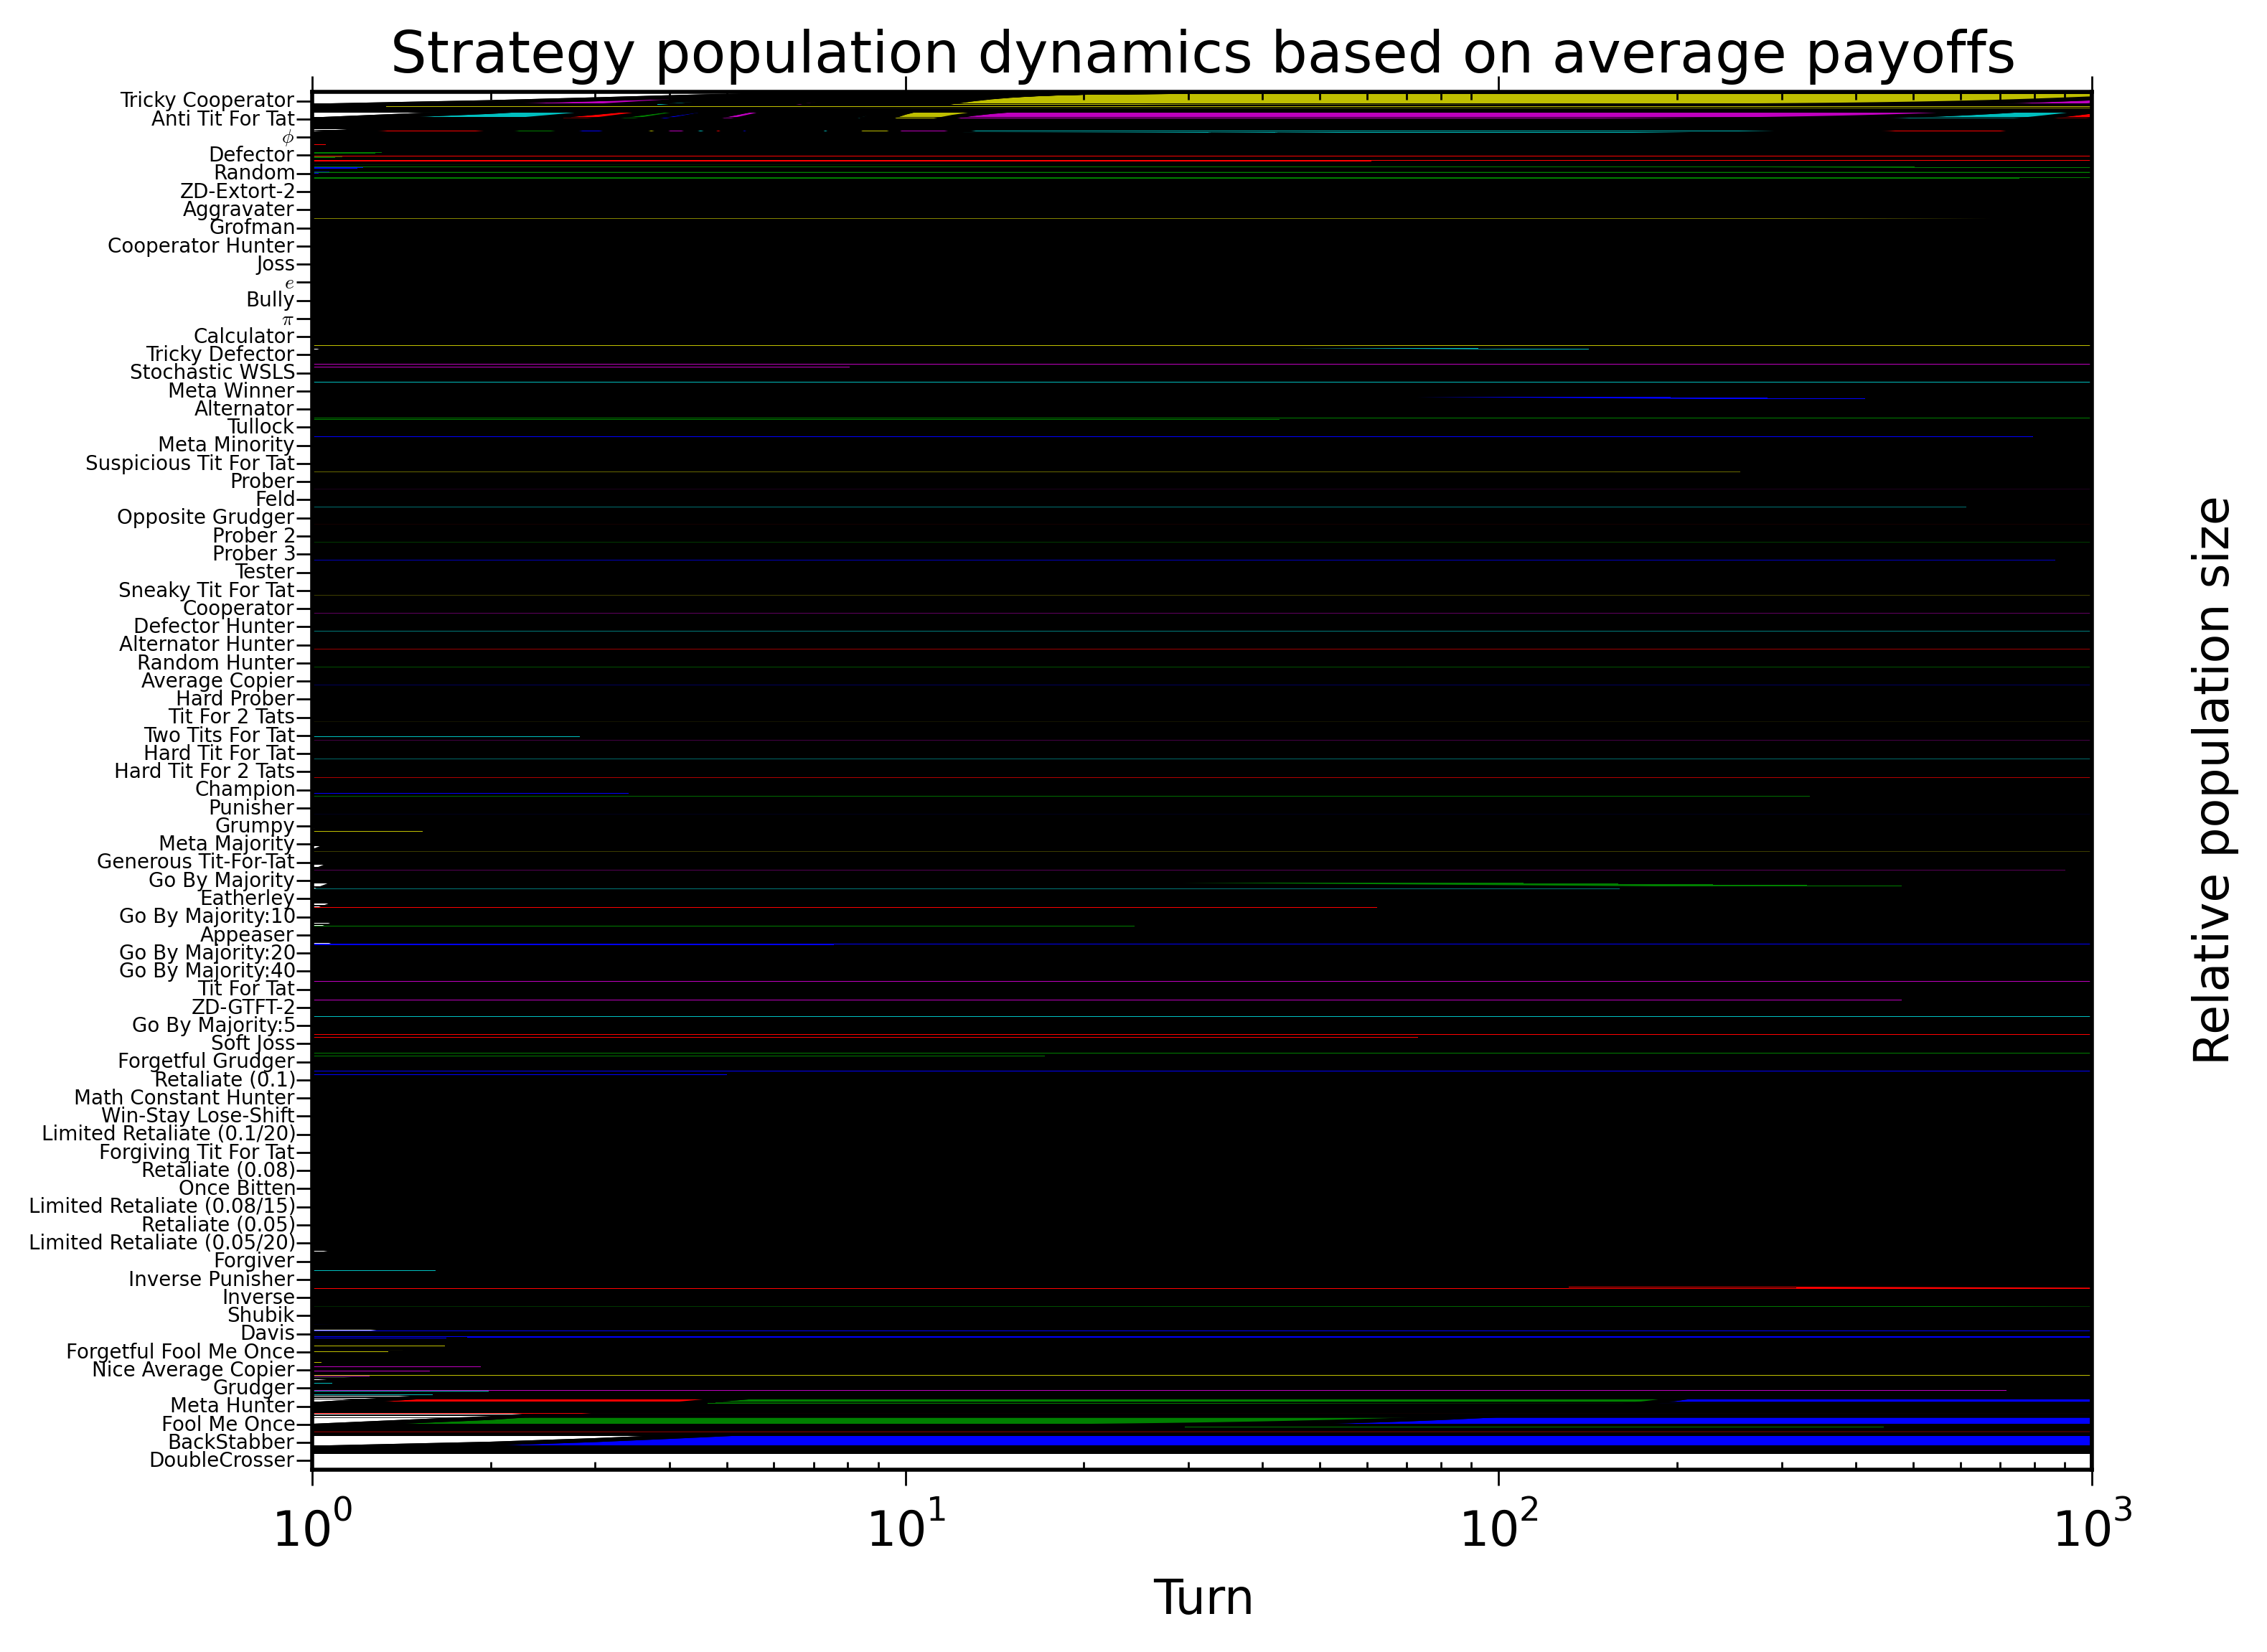 Strategy population dynamics based on average payoffs
Tricky Cooperator
Anti Tit For Tat
ϕ
Defector
Random
ZD-Extort-2
Aggravater
Grofman
Cooperator Hunter
Joss
e
Bully
π
Calculator
Tricky Defector
Stochastic WSLS
Meta Winner
Alternator
Tullock
Meta Minority
Suspicious Tit For Tat
Prober
Feld
Opposite Grudger
Prober 2
Prober 3
Tester
Sneaky Tit For Tat
Cooperator
Defector Hunter
Alternator Hunter
Random Hunter
Average Copier
Hard Prober
Tit For 2 Tats
Two Tits For Tat
Hard Tit For Tat
Hard Tit For 2 Tats
Champion
Punisher
Grumpy
Meta Majority
Generous Tit-For-Tat
Go By Majority
Eatherley
Go By Majority:10
Appeaser
Go By Majority:20
Go By Majority:40
Tit For Tat
ZD-GTFT-2
Go By Majority:5
Soft Joss
Forgetful Grudger
Retaliate (0.1)
Math Constant Hunter
Win-Stay Lose-Shift
Limited Retaliate (0.1/20)
Forgiving Tit For Tat
Retaliate (0.08)
Once Bitten
Limited Retaliate (0.08/15)
Retaliate (0.05)
Limited Retaliate (0.05/20)
Forgiver
Inverse Punisher
Inverse
Shubik
Davis
Forgetful Fool Me Once
Nice Average Copier
Grudger
Meta Hunter
Fool Me Once
BackStabber
DoubleCrosser
10⁰ 10¹ 10² 10³
Turn
Relative population size